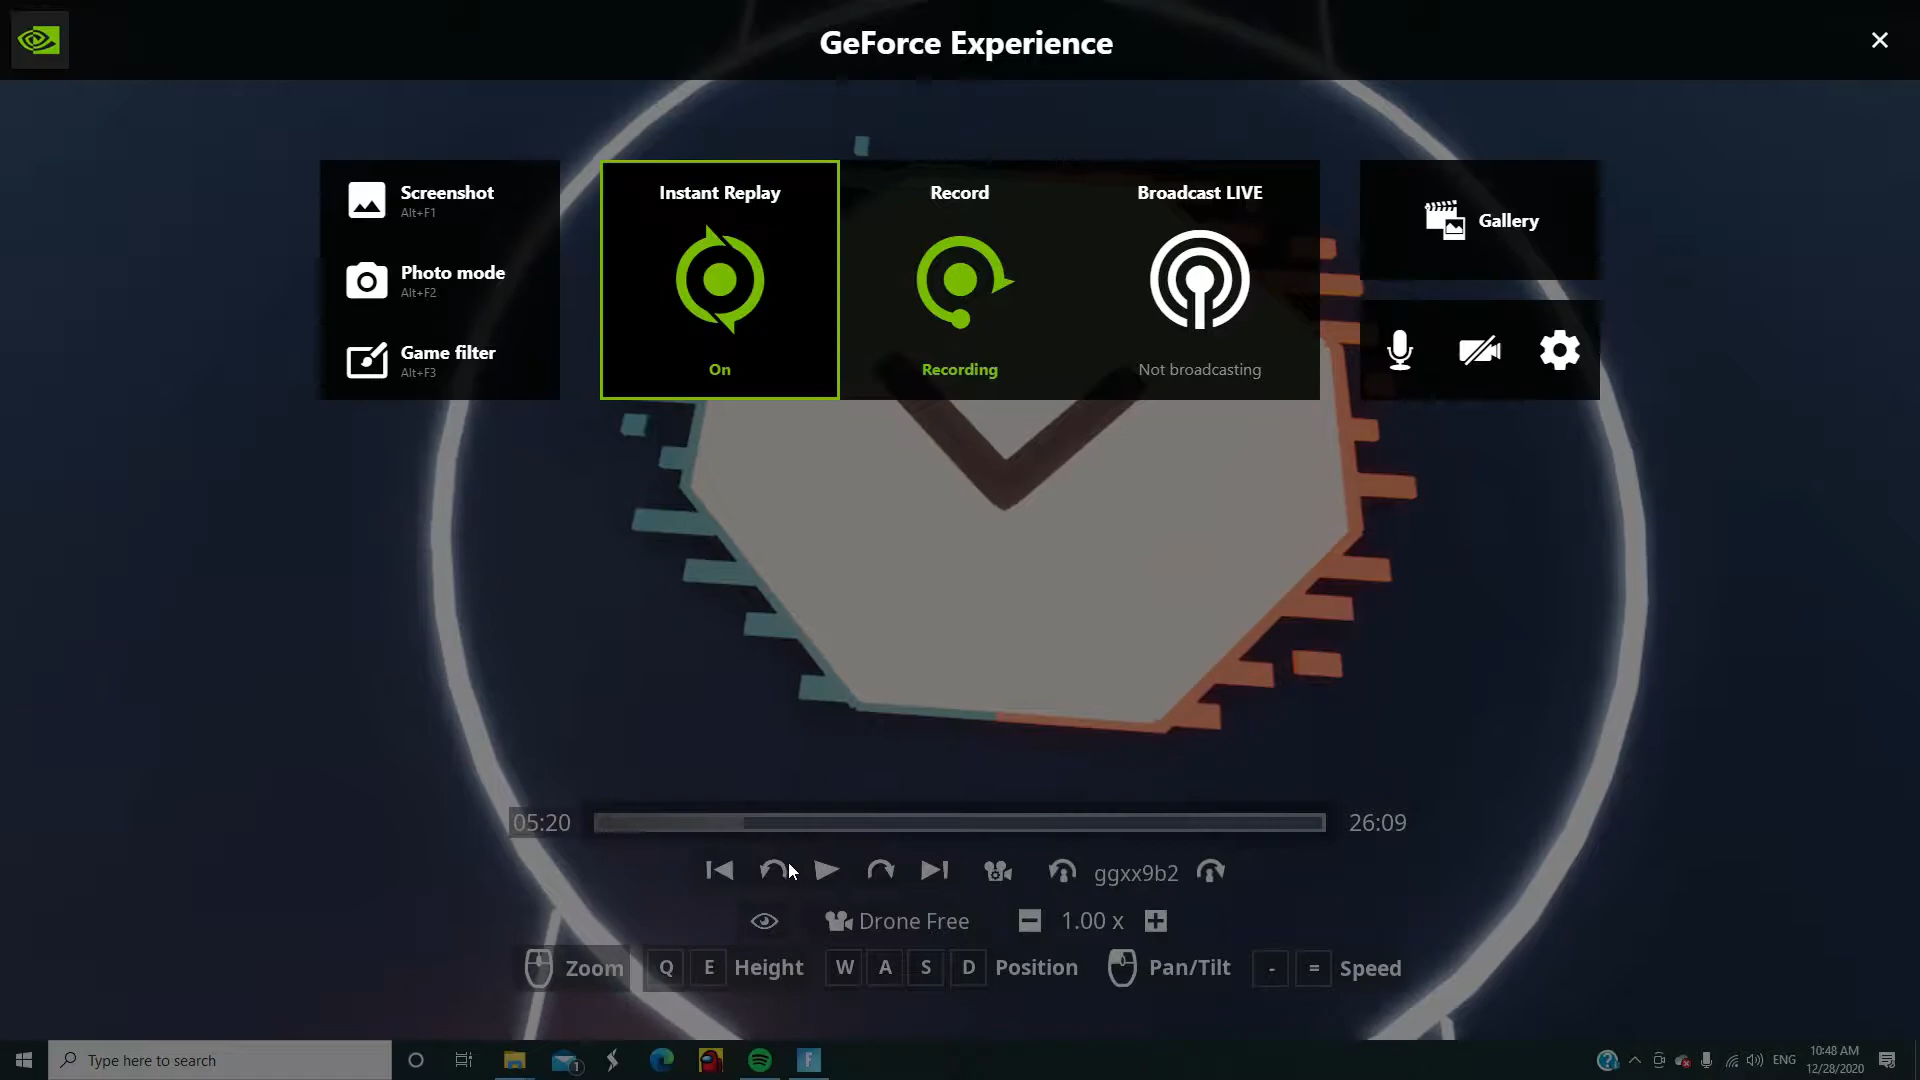 GeForce Experience
Screenshot
Alt+F1
Photo mode
Alt+F2
Game filter
Alt+F3
Instant Replay
On
Record
Recording
Broadcast LIVE
Not broadcasting
Gallery
05:20
26:09
ggxx9b2
Drone Free
1.00 x
Zoom
Q E Height
W A S D Position
Pan/Tilt
- = Speed
Type here to search
1
F
ENG
10:48 AM
12/28/2020